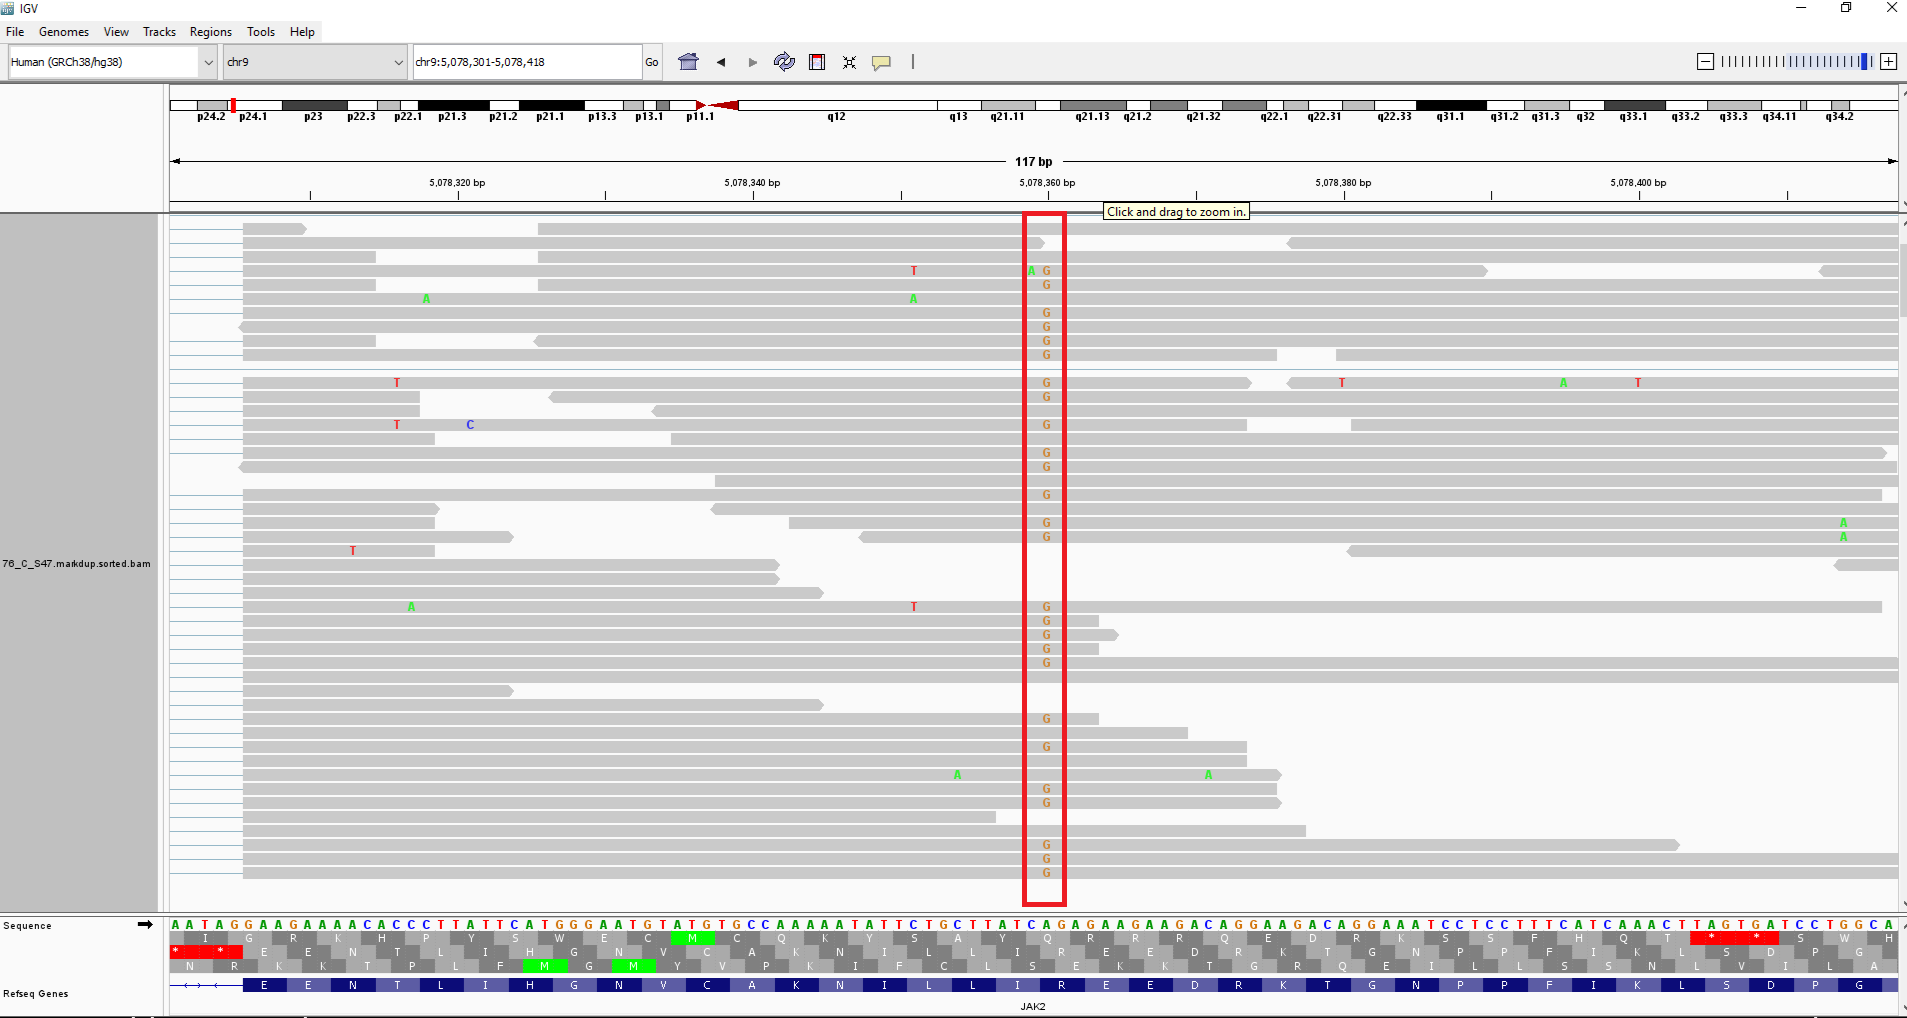 IGV
File Genomes View Tracks Regions Tools Help
Human (GRCh38/hg38) chr9 chr9:5,078,301-5,078,418 Go
p24.2 p24.1 p23 p22.3 p22.1 p21.3 p21.2 p21.1 p13.3 p13.1 p11.1 q12 q13 q21.11 q21.13 q21.2 q21.32 q22.1 q22.31 q22.33 q31.1 q31.2 q31.3 q32 q33.1 q33.2 q33.3 q34.11 q34.2
117 bp
5,078,320 bp 5,078,340 bp 5,078,360 bp 5,078,380 bp 5,078,400 bp
Click and drag to zoom in.
T A G
G
A A
G
G
G
G
T G T A T
G
T C G
G
G
G
G A
G A
T
76_C_S47.markdup.sorted.bam
A T G
G
G
G
G
G
G
A A
G
G
G
G
G
Sequence A A T A G G A A G A A A A C A C C C T T A T T C A T G G G A A T G T A T G T G C C A A A A A T A T T C T G C T T A T C A G A G A A G A A G A C A G G A A G A C A G G A A A T C C T C C T T T C A T C A A A C T T A G T G A T C C T G G C A
I G R K H P Y S W E C M C Q K Y S A Y Q R R R Q E D R K S S F H Q T * * S W H
* * E E N T L I H G N V C A K N I L L I R E E D R K T G N P P F I K L S D P G
N R K K T P L F M G M Y V P K I F C L S E K K T G R Q E I L L S S N L V I L A
Refseq Genes E E N T L I H G N V C A K N I L L I R E E D R K T G N P P F I K L S D P G
JAK2